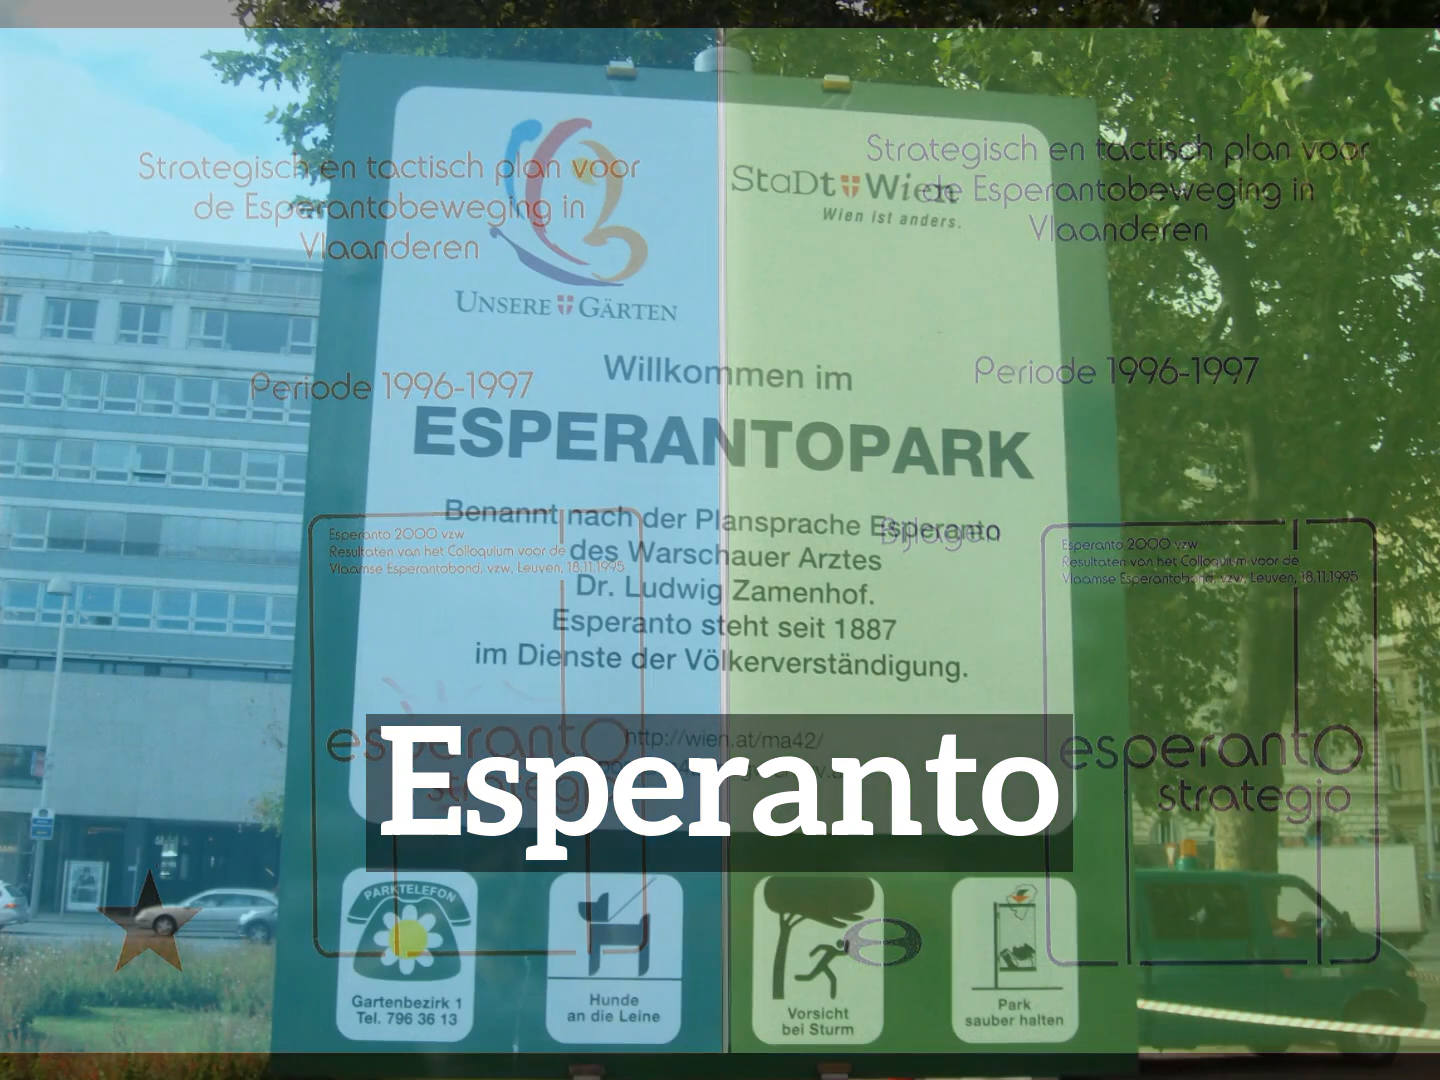 Strategisch en tactisch plan voor
de Esperantobeweging in
Vlaanderen
Periode 1996-1997
Esperanto 2000 vzw
Resultaten van het Colloquium voor de
Vlaamse Esperantobond, vzw, Leuven, 18.11.1995
esperanto
strategio
UNSERE GÄRTEN
StaDt Wien
Wien ist anders.
Willkommen im
ESPERANTOPARK
Benannt nach der Plansprache Esperanto
des Warschauer Arztes
Dr. Ludwig Zamenhof.
Esperanto steht seit 1887
im Dienste der Völkerverständigung.
http://wien.at/ma42/
Esperanto
PARKTELEFON
Gartenbezirk 1
Tel. 796 36 13
Hunde
an die Leine
Vorsicht
bei Sturm
Park
sauber halten
Strategisch en tactisch plan voor
de Esperantobeweging in
Vlaanderen
Periode 1996-1997
Bijlagen
Esperanto 2000 vzw
Resultaten van het Colloquium voor de
Vlaamse Esperantobond, vzw, Leuven, 18.11.1995
esperanto
strategio